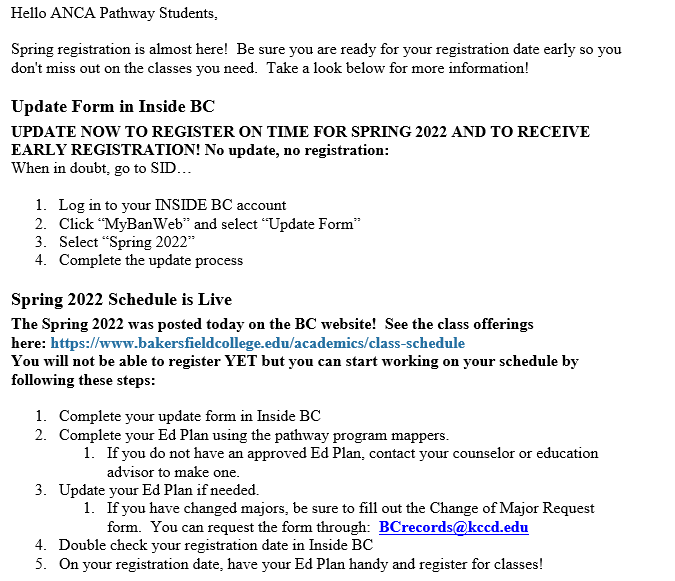 Hello ANCA Pathway Students,
Spring registration is almost here!  Be sure you are ready for your registration date early so you
don't miss out on the classes you need.  Take a look below for more information!
Update Form in Inside BC
UPDATE NOW TO REGISTER ON TIME FOR SPRING 2022 AND TO RECEIVE
EARLY REGISTRATION! No update, no registration:
When in doubt, go to SID…
1. Log in to your INSIDE BC account
2. Click “MyBanWeb” and select “Update Form”
3. Select “Spring 2022”
4. Complete the update process
Spring 2022 Schedule is Live
The Spring 2022 was posted today on the BC website!  See the class offerings
here: https://www.bakersfieldcollege.edu/academics/class-schedule
You will not be able to register YET but you can start working on your schedule by
following these steps:
1. Complete your update form in Inside BC
2. Complete your Ed Plan using the pathway program mappers.
1. If you do not have an approved Ed Plan, contact your counselor or education
advisor to make one.
3. Update your Ed Plan if needed.
1. If you have changed majors, be sure to fill out the Change of Major Request
form.  You can request the form through:  BCrecords@kccd.edu
4. Double check your registration date in Inside BC
5. On your registration date, have your Ed Plan handy and register for classes!